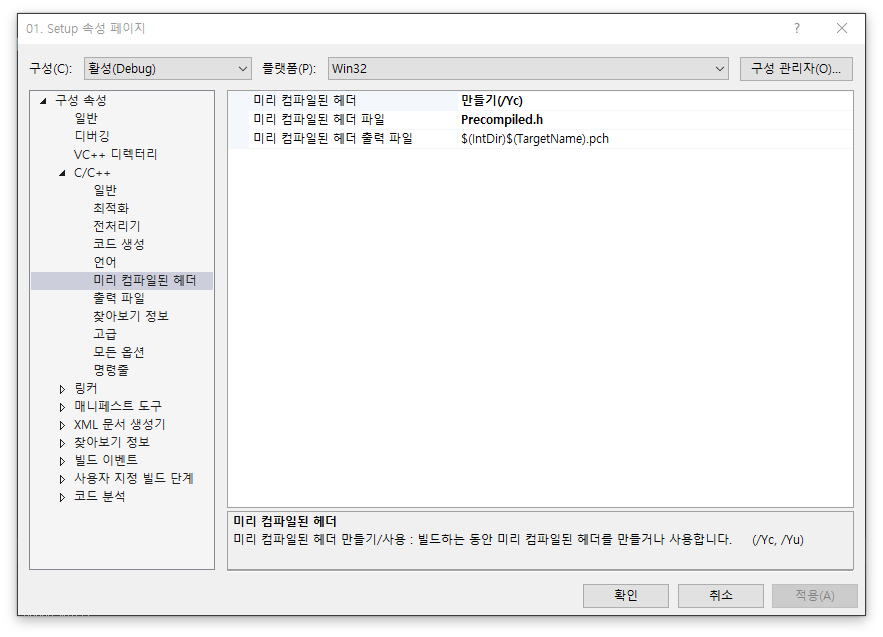 01. Setup 속성 페이지
구성(C): 활성(Debug) 플랫폼(P): Win32 구성 관리자(O)...
구성 속성
일반
디버깅
VC++ 디렉터리
C/C++
일반
최적화
전처리기
코드 생성
언어
미리 컴파일된 헤더
출력 파일
찾아보기 정보
고급
모든 옵션
명령줄
링커
매니페스트 도구
XML 문서 생성기
찾아보기 정보
빌드 이벤트
사용자 지정 빌드 단계
코드 분석
미리 컴파일된 헤더 만들기(/Yc)
미리 컴파일된 헤더 파일 Precompiled.h
미리 컴파일된 헤더 출력 파일 $(IntDir)$(TargetName).pch
미리 컴파일된 헤더
미리 컴파일된 헤더 만들기/사용 : 빌드하는 동안 미리 컴파일된 헤더를 만들거나 사용합니다. (/Yc, /Yu)
확인 취소 적용(A)